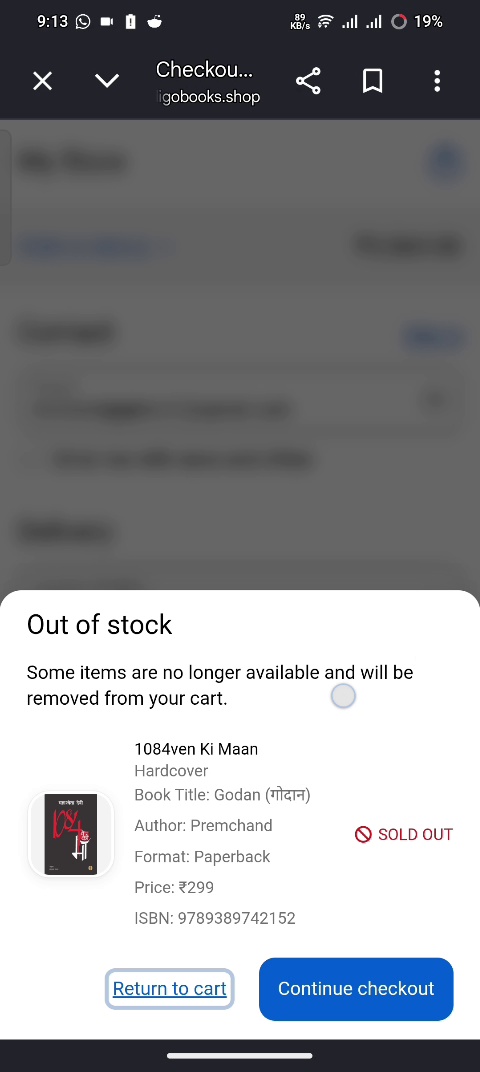 9:13
89 KB/s
19%
Checkou...
igobooks.shop
Out of stock
Some items are no longer available and will be
removed from your cart.
1084ven Ki Maan
Hardcover
Book Title: Godan (गोदान)
Author: Premchand
Format: Paperback
Price: ₹299
ISBN: 9789389742152
SOLD OUT
महाश्वेता देवी
1084
माँ
Return to cart
Continue checkout